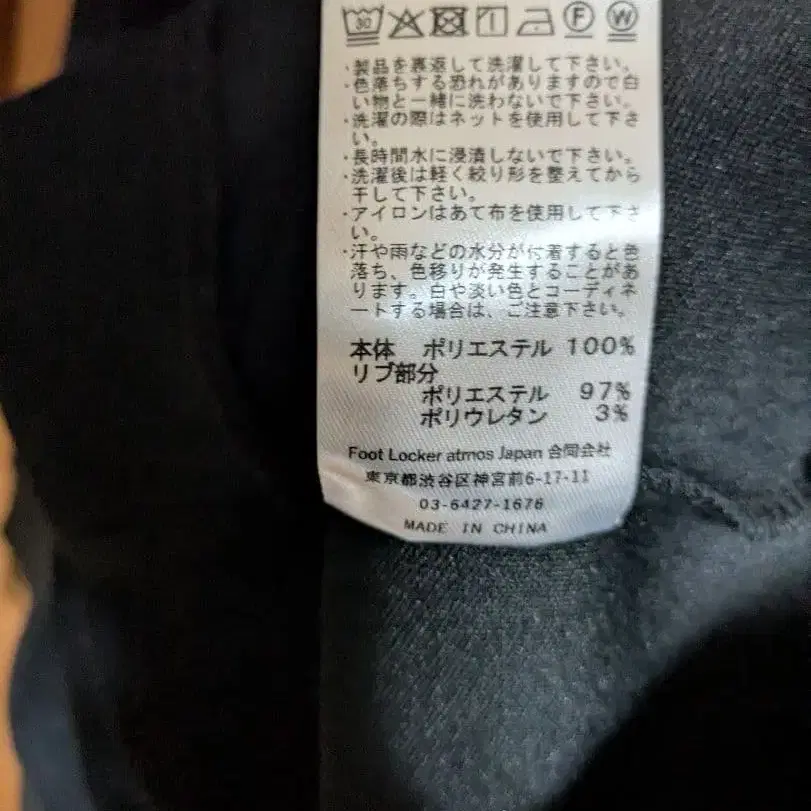 30
・製品を裏返して洗濯して下さい。
・色落ちする恐れがありますので白
い物と一緒に洗わないで下さい。
・洗濯の際はネットを使用して下さ
い。
・長時間水に浸漬しないで下さい。
・洗濯後は軽く絞り形を整えてから
干して下さい。
・アイロンはあて布を使用して下さ
い。
・汗や雨などの水分が付着すると色
落ち、色移りが発生することがあ
ります。白や淡い色とコーディネ
ートする場合は、ご注意下さい。
本体 ポリエステル 100%
リブ部分
ポリエステル 97%
ポリウレタン 3%
Foot Locker atmos Japan 合同会社
東京都渋谷区神宮前6-17-11
03-6427-1676
MADE IN CHINA